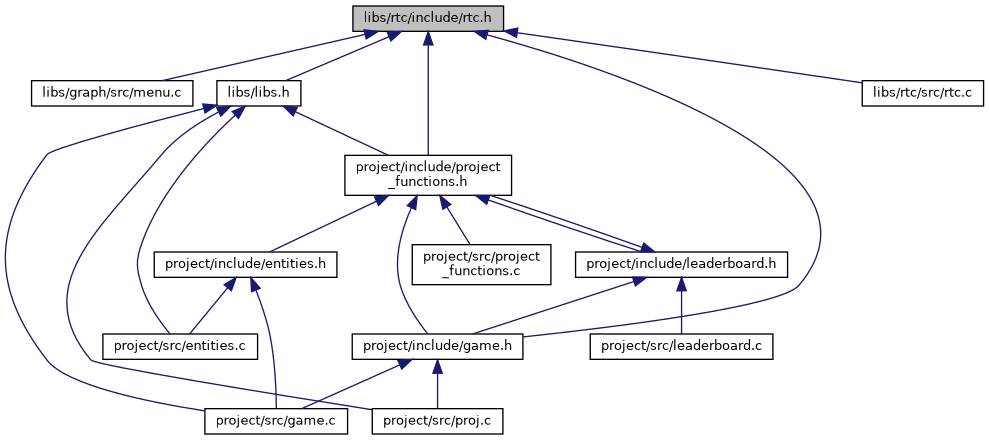 libs/rtc/include/rtc.h
libs/graph/src/menu.c
libs/libs.h
libs/rtc/src/rtc.c
project/include/project
_functions.h
project/include/entities.h
project/src/project
_functions.c
project/include/leaderboard.h
project/src/entities.c
project/include/game.h
project/src/leaderboard.c
project/src/game.c
project/src/proj.c